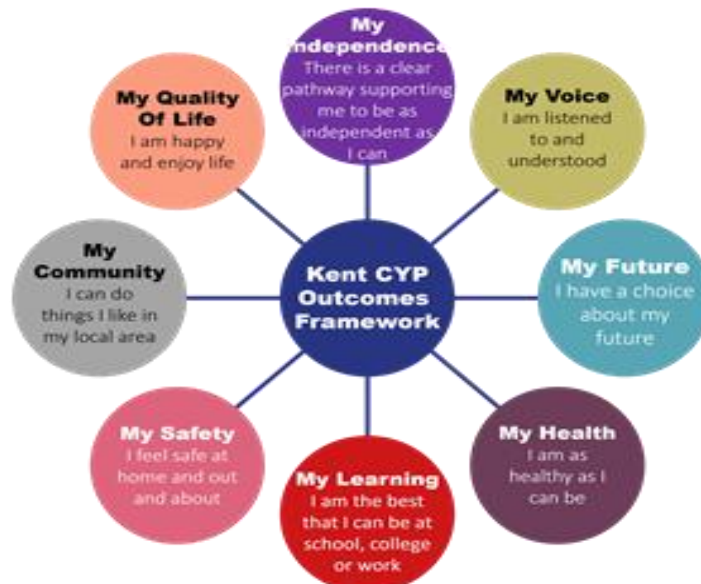 My
Independence
There is a clear
pathway supporting
me to be as
independent as
I can
My Voice
I am listened
to and
understood
My Future
I have a choice
about my
future
My Health
I am as
healthy as I
can be
My Learning
I am the best
that I can be at
school, college
or work
My Safety
I feel safe at
home and out
and about
My
Community
I can do
things I like in
my local area
My Quality
Of Life
I am happy
and enjoy life
Kent CYP
Outcomes
Framework